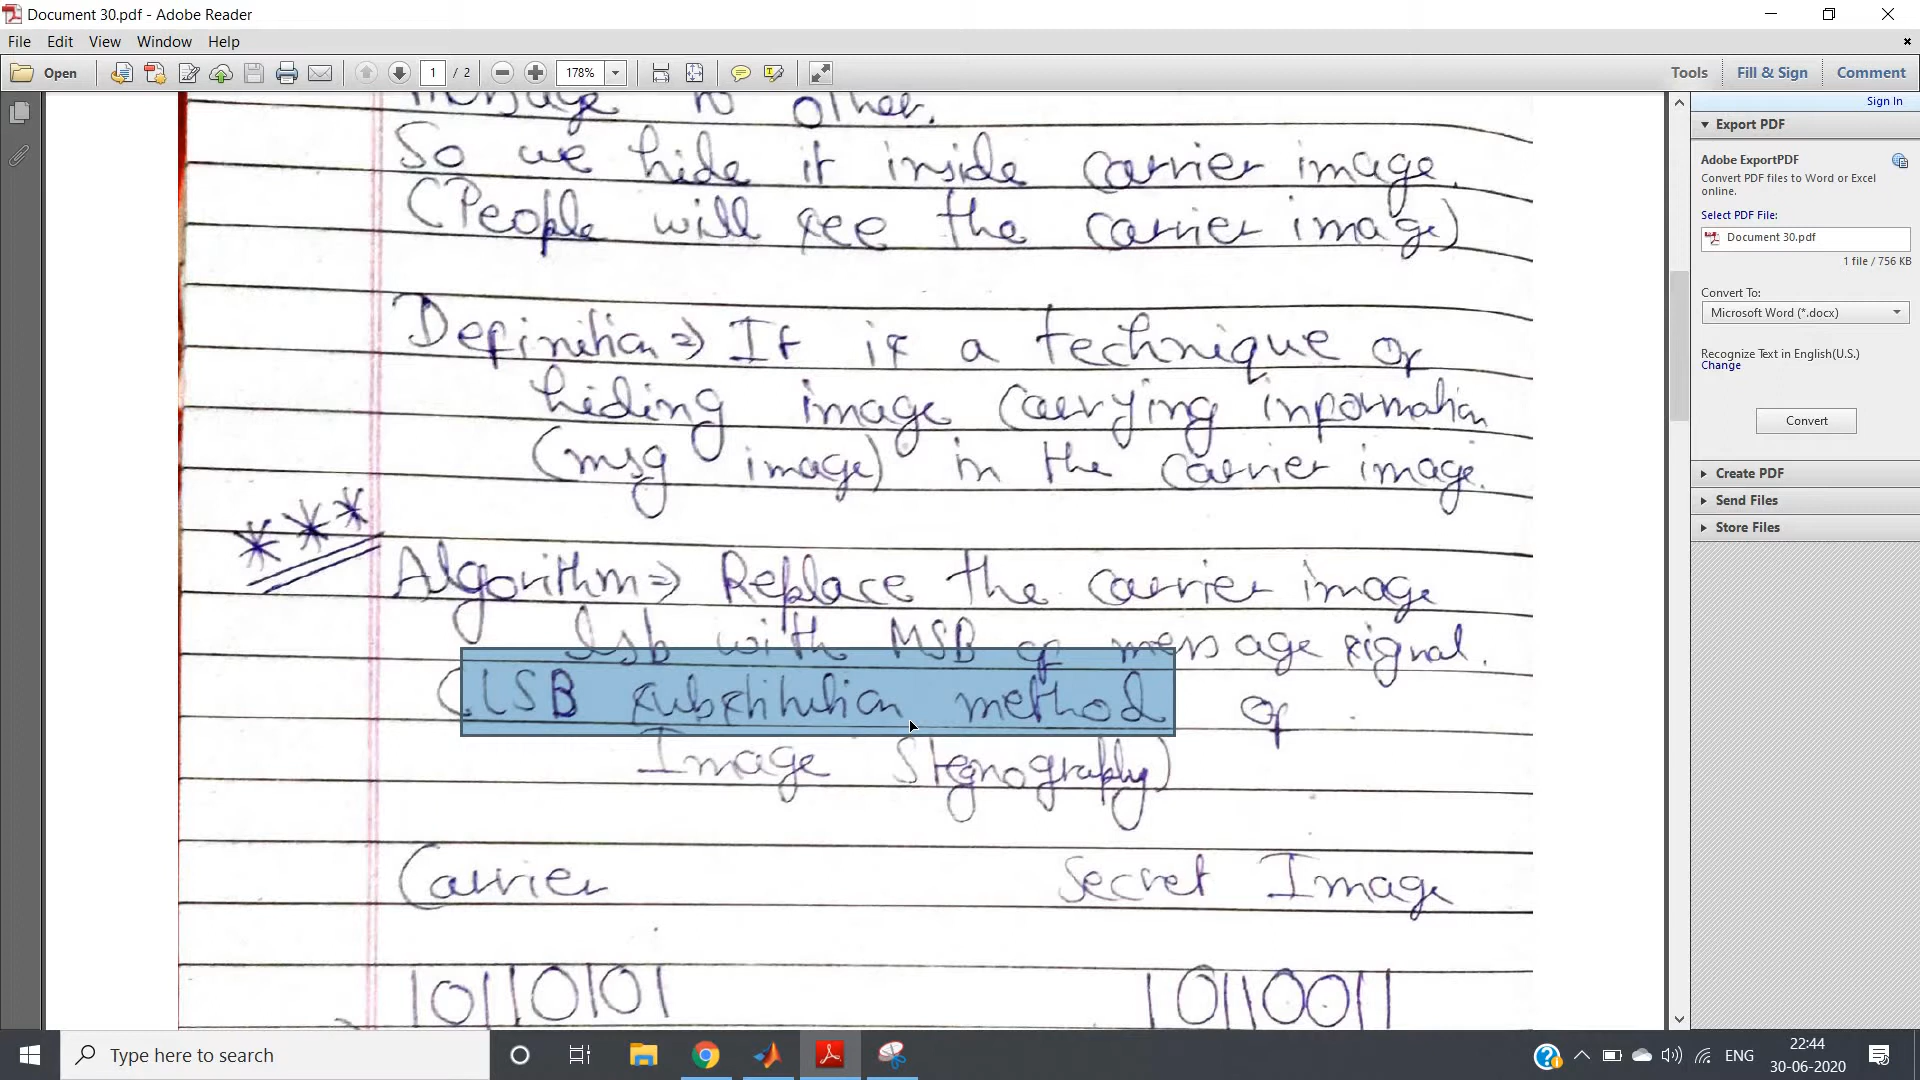 Document 30.pdf - Adobe Reader
File Edit View Window Help
Open 1 / 2 178% Tools Fill & Sign Comment
message to other.
So we hide it inside carrier image.
(People will see the carrier image)
Definition ⇒ It is a technique of
hiding image carrying information
(msg image) in the carrier image.
*** Algorithm ⇒ Replace the carrier image
lsb with MSB of message signal.
(LSB substitution method of
Image Stegnography)
Carrier Secret Image
10110101 10110011
Sign In
Export PDF
Adobe ExportPDF
Convert PDF files to Word or Excel
online.
Select PDF File:
Document 30.pdf
1 file / 756 KB
Convert To:
Microsoft Word (*.docx)
Recognize Text in English(U.S.)
Change
Convert
Create PDF
Send Files
Store Files
Type here to search
ENG
22:44
30-06-2020